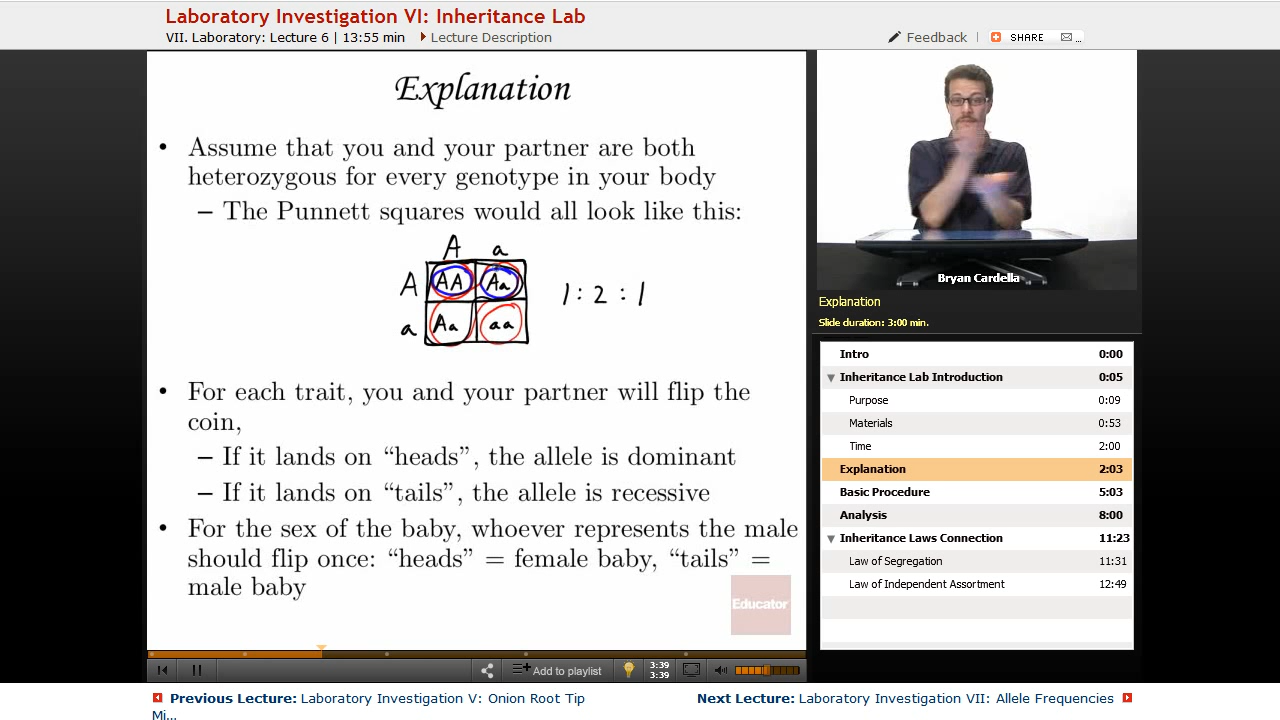 Laboratory Investigation VI: Inheritance Lab
VII. Laboratory: Lecture 6 | 13:55 min
Lecture Description
Feedback
SHARE
Explanation
• Assume that you and your partner are both
heterozygous for every genotype in your body
– The Punnett squares would all look like this:
A a
A AA Aa 1 : 2 : 1
a Aa aa
• For each trait, you and your partner will flip the
coin,
– If it lands on “heads”, the allele is dominant
– If it lands on “tails”, the allele is recessive
• For the sex of the baby, whoever represents the male
should flip once: “heads” = female baby, “tails” =
male baby
Educator
Add to playlist
3:39
3:39
Bryan Cardella
Explanation
Slide duration: 3:00 min.
Intro 0:00
Inheritance Lab Introduction 0:05
Purpose 0:09
Materials 0:53
Time 2:00
Explanation 2:03
Basic Procedure 5:03
Analysis 8:00
Inheritance Laws Connection 11:23
Law of Segregation 11:31
Law of Independent Assortment 12:49
Previous Lecture: Laboratory Investigation V: Onion Root Tip
Mi...
Next Lecture: Laboratory Investigation VII: Allele Frequencies